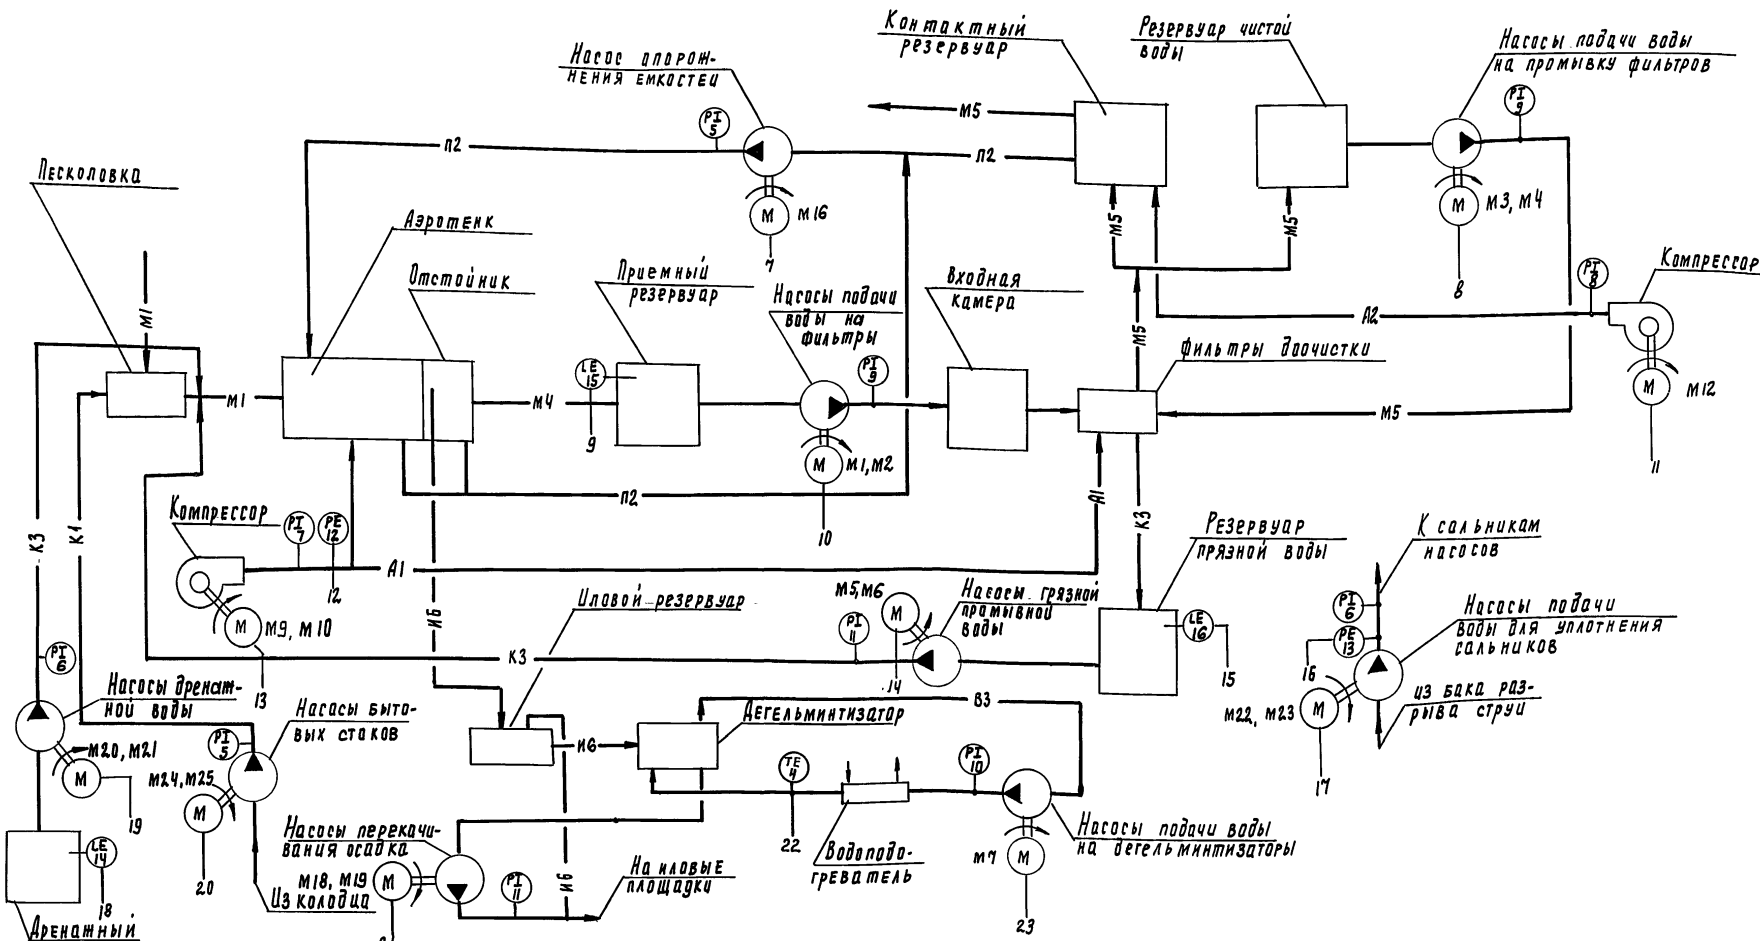 Контактный
резервуар
Резервуар чистой
воды
Насосы подачи воды
на промывку фильтров
Насос опорож-
нения емкостей
PI
5
PI
9
М5
П2
П2
Песколовка
М
М16
7
М
М3, М4
8
М5
М5
Аэротенк
Отстойник
Приемный
резервуар
Насосы подачи
воды на
фильтры
Входная
камера
PI
8
Компрессор
А2
М1
М5
Фильтры доочистки
LE
15
PI
9
М1
М4
9
М
М1, М2
10
М5
М
М12
11
П2
А1
К3
К3
К1
Компрессор
PI
7
PE
12
12
А1
М
М9, М10
13
И6
Иловой резервуар
М5, М6
М
14
PI
11
Насосы грязной
промывной
воды
Резервуар
грязной воды
LE
16
15
К сальникам
насосов
PI
6
PE
13
16
Насосы подачи
воды для уплотнения
сальников
М
М22, М23
17
из бака раз-
рыва струи
К3
PI
6
Насосы дренаж-
ной воды
М20, М21
М
19
PI
5
Насосы быто-
вых стоков
М24, М25
М
20
Из колодца
LE
14
18
Дренажный
И6
Дегельминтизатор
В3
TE
4
22
Водоподо-
греватель
PI
10
Насосы подачи воды
на дегельминтизаторы
М7
М
23
Насосы перекачи-
вания осадка
М18, М19
М
PI
11
И6
На иловые
площадки